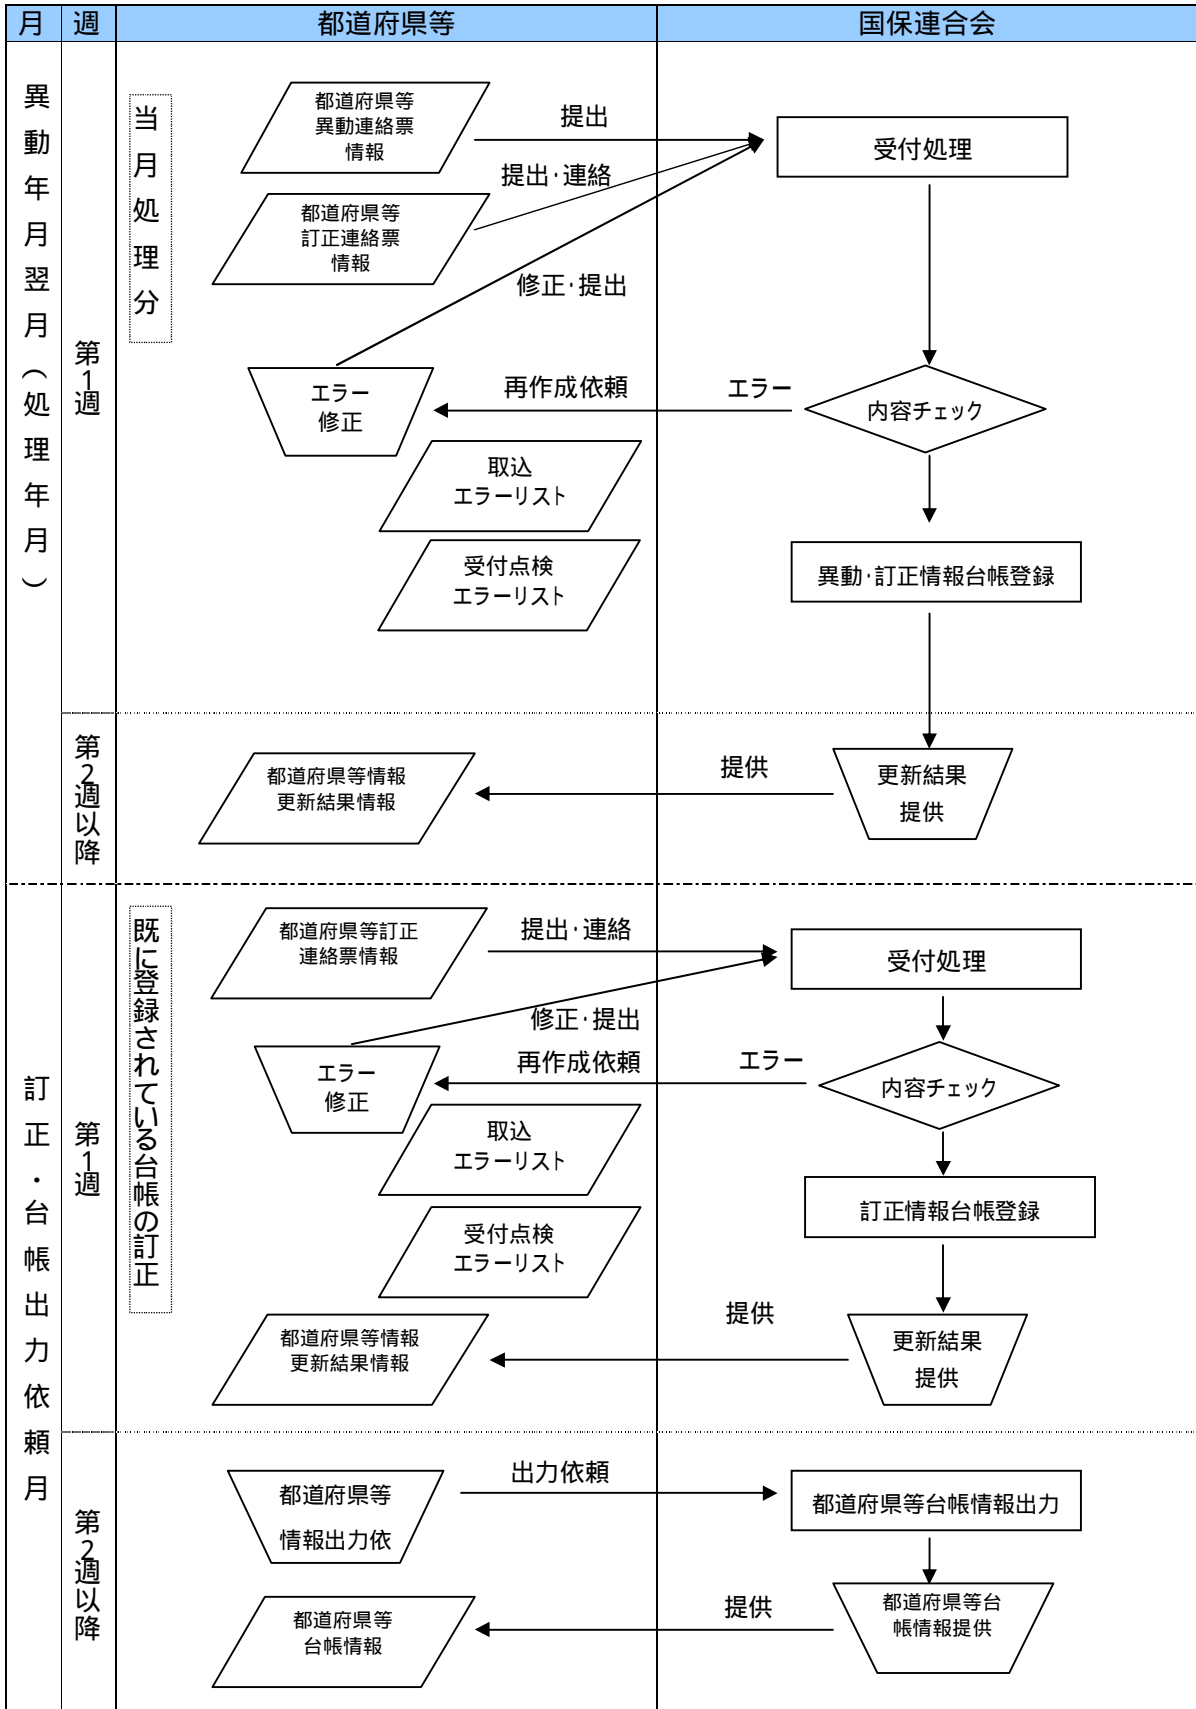 月
週
都道府県等
国保連合会
異動年月翌月（処理年月）
第1週
当月処理分
都道府県等
異動連絡票
情報
提出
受付処理
提出・連絡
都道府県等
訂正連絡票
情報
修正・提出
エラー
修正
再作成依頼
エラー
内容チェック
取込
エラーリスト
受付点検
エラーリスト
異動・訂正情報台帳登録
第2週以降
都道府県等情報
更新結果情報
提供
更新結果
提供
訂正・台帳出力依頼月
第1週
既に登録されている台帳の訂正
都道府県等訂正
連絡票情報
提出・連絡
受付処理
修正・提出
エラー
修正
再作成依頼
エラー
内容チェック
取込
エラーリスト
訂正情報台帳登録
受付点検
エラーリスト
都道府県等情報
更新結果情報
提供
更新結果
提供
第2週以降
都道府県等
情報出力依
出力依頼
都道府県等台帳情報出力
都道府県等
台帳情報
提供
都道府県等台
帳情報提供